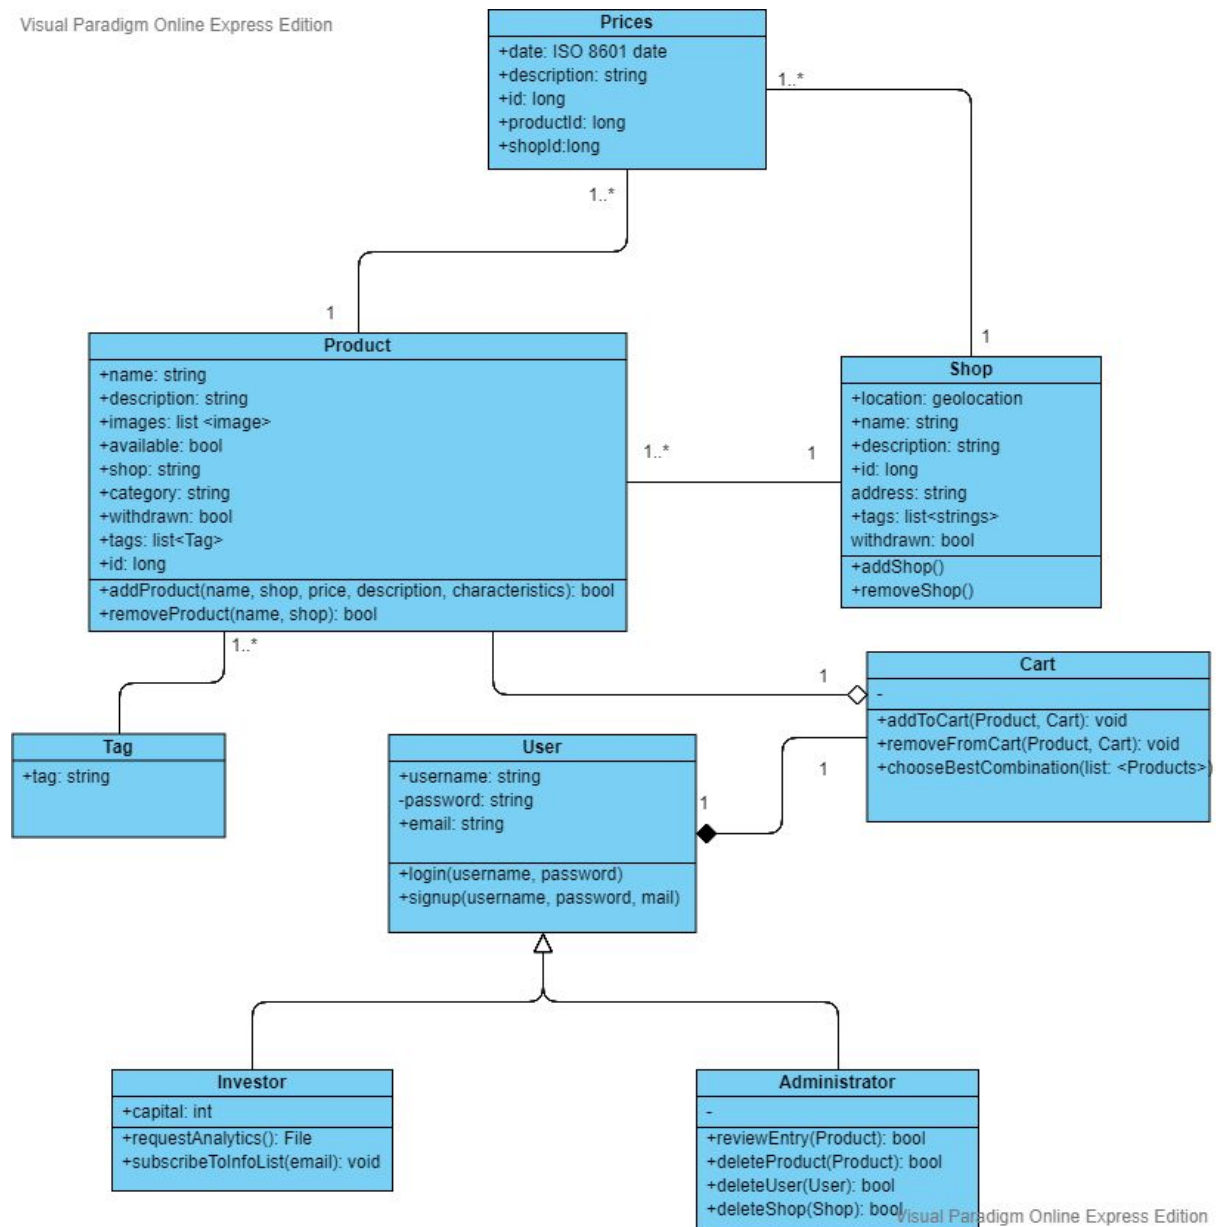 Visual Paradigm Online Express Edition
Prices
+date: ISO 8601 date
+description: string
+id: long
+productId: long
+shopId:long
1..*
1..*
1
1
Product
+name: string
+description: string
+images: list <image>
+available: bool
+shop: string
+category: string
+withdrawn: bool
+tags: list<Tag>
+id: long
+addProduct(name, shop, price, description, characteristics): bool
+removeProduct(name, shop): bool
1..*
1
Shop
+location: geolocation
+name: string
+description: string
+id: long
address: string
+tags: list<strings>
withdrawn: bool
+addShop()
+removeShop()
1..*
1
Cart
-
+addToCart(Product, Cart): void
+removeFromCart(Product, Cart): void
+chooseBestCombination(list: <Products>)
Tag
+tag: string
User
+username: string
-password: string
+email: string
+login(username, password)
+signup(username, password, mail)
1
1
Investor
+capital: int
+requestAnalytics(): File
+subscribeToInfoList(email): void
Administrator
-
+reviewEntry(Product): bool
+deleteProduct(Product): bool
+deleteUser(User): bool
+deleteShop(Shop): bool
Visual Paradigm Online Express Edition